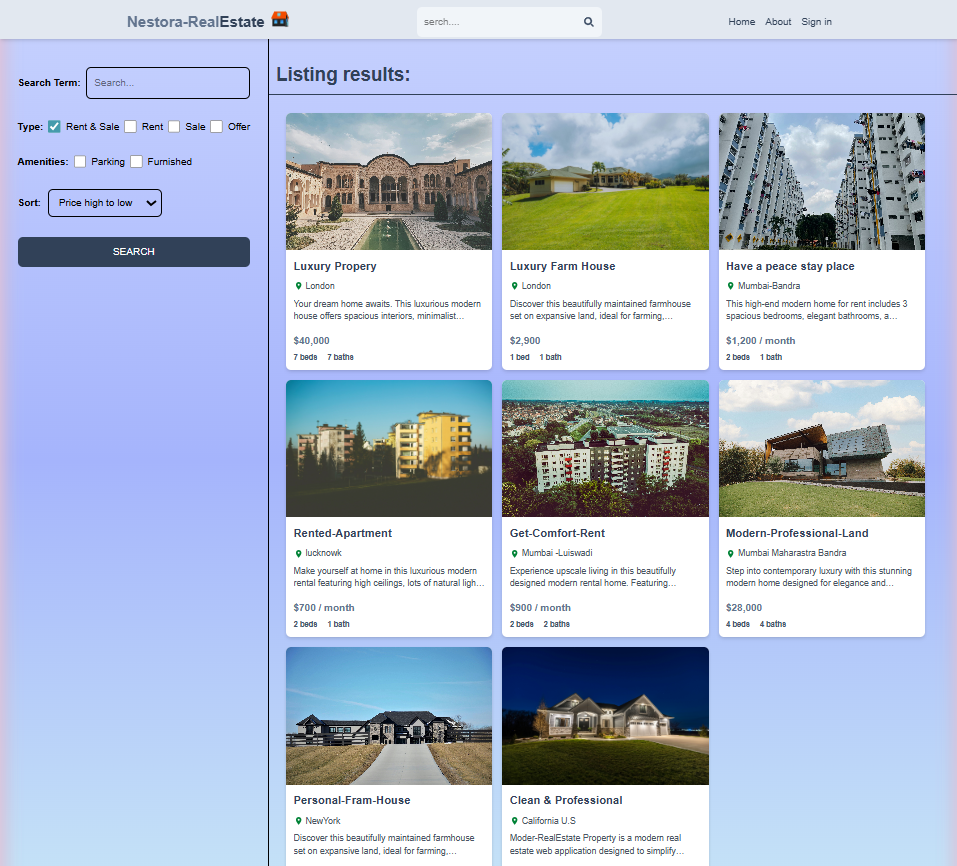 Nestora-RealEstate
serch....
Home About Sign in
Search Term: Search...
Type: Rent & Sale Rent Sale Offer
Amenities: Parking Furnished
Sort: Price high to low
SEARCH
Listing results:
Luxury Propery
London
Your dream home awaits. This luxurious modern
house offers spacious interiors, minimalist…
$40,000
7 beds 7 baths
Luxury Farm House
London
Discover this beautifully maintained farmhouse
set on expansive land, ideal for farming,…
$2,900
1 bed 1 bath
Have a peace stay place
Mumbai-Bandra
This high-end modern home for rent includes 3
spacious bedrooms, elegant bathrooms, a…
$1,200 / month
2 beds 1 bath
Rented-Apartment
lucknowk
Make yourself at home in this luxurious modern
rental featuring high ceilings, lots of natural ligh…
$700 / month
2 beds 1 bath
Get-Comfort-Rent
Mumbai -Luiswadi
Experience upscale living in this beautifully
designed modern rental home. Featuring…
$900 / month
2 beds 2 baths
Modern-Professional-Land
Mumbai Maharastra Bandra
Step into contemporary luxury with this stunning
modern home designed for elegance and…
$28,000
4 beds 4 baths
Personal-Fram-House
NewYork
Discover this beautifully maintained farmhouse
set on expansive land, ideal for farming,…
Clean & Professional
California U.S
Moder-RealEstate Property is a modern real
estate web application designed to simplify…